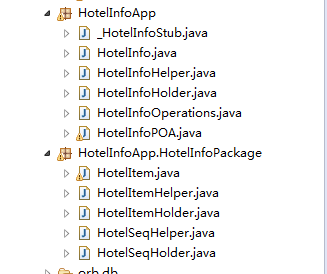 HotelInfoApp
_HotelInfoStub.java
HotelInfo.java
HotelInfoHelper.java
HotelInfoHolder.java
HotelInfoOperations.java
HotelInfoPOA.java
HotelInfoApp.HotelInfoPackage
HotelItem.java
HotelItemHelper.java
HotelItemHolder.java
HotelSeqHelper.java
HotelSeqHolder.java
orb.db